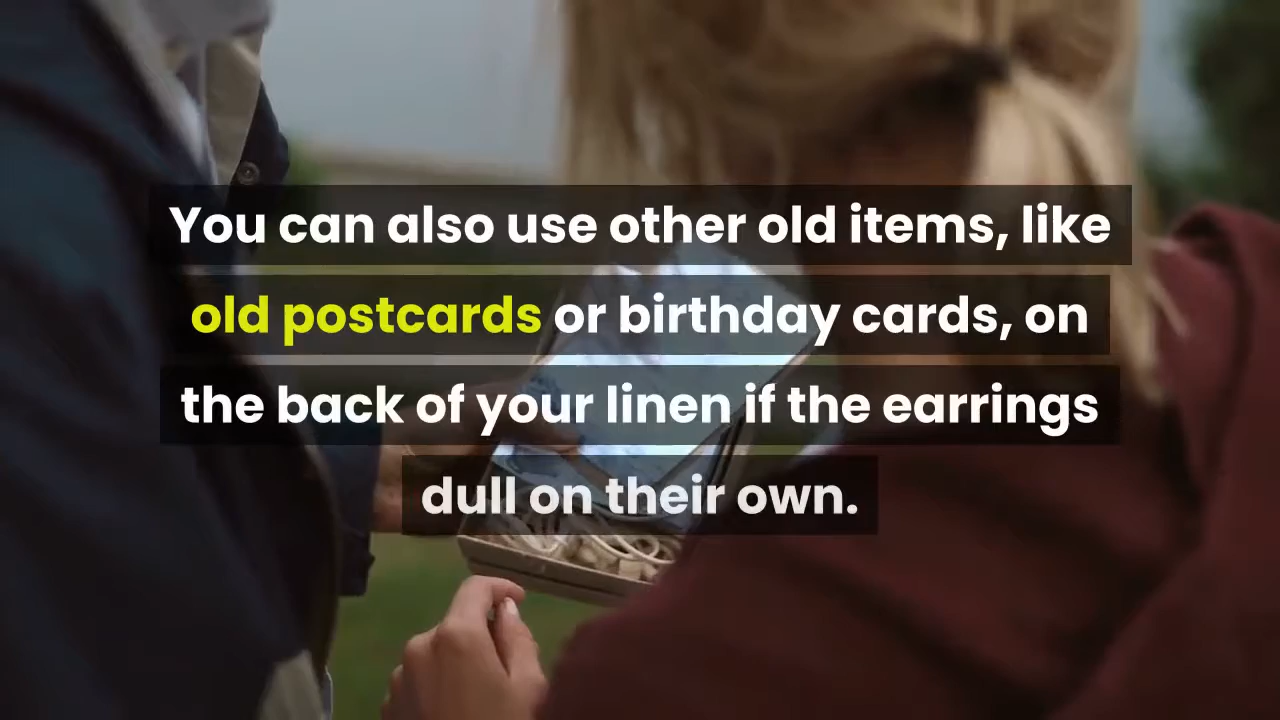 You can also use other old items, like
old postcards or birthday cards, on
the back of your linen if the earrings
dull on their own.